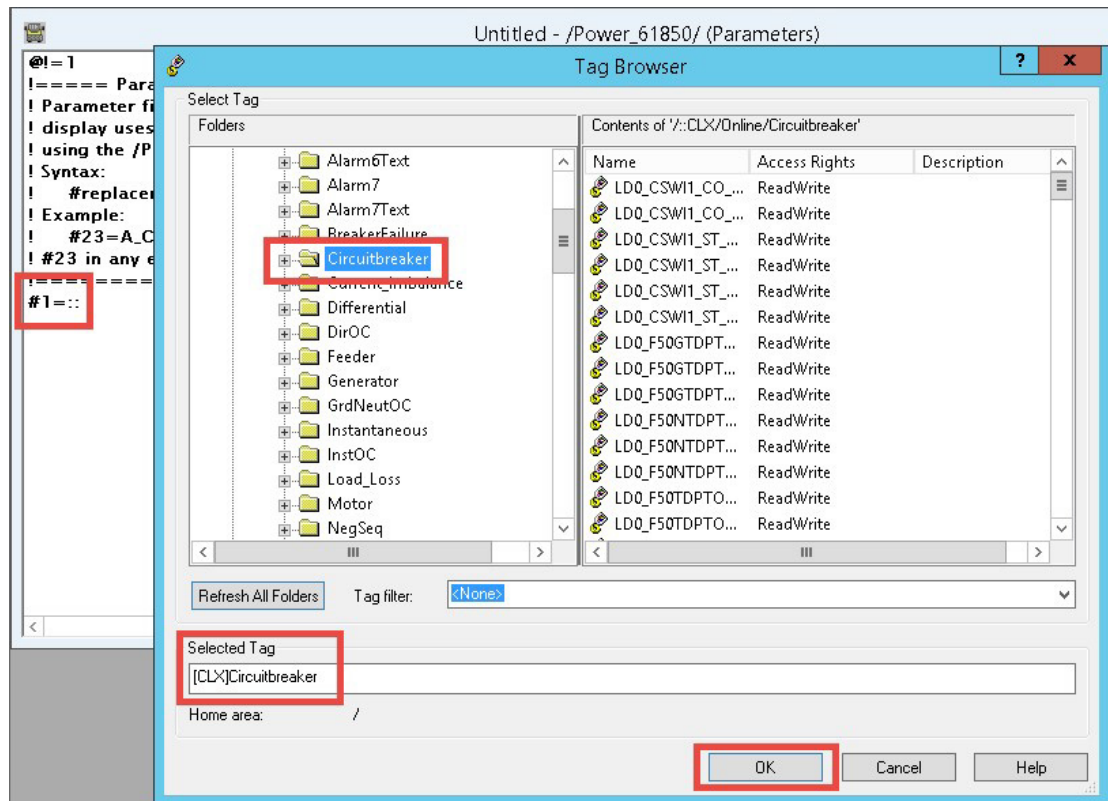 Untitled - /Power_61850/ (Parameters)
@!=1
!===== Para
! Parameter fi
! display uses
! using the /P
! Syntax:
! #replacer
! Example:
! #23=A_C
! #23 in any e
!=========
#1=::
Tag Browser
?
x
Select Tag
Folders
Alarm6Text
Alarm7
Alarm7Text
BreakerFailure
Circuitbreaker
Current_Imbalance
Differential
DirOC
Feeder
Generator
GrdNeutOC
Instantaneous
InstOC
Load_Loss
Motor
NegSeq
Contents of '/::CLX/Online/Circuitbreaker'
Name Access Rights Description
LD0_CSWI1_CO_... ReadWrite
LD0_CSWI1_CO_... ReadWrite
LD0_CSWI1_ST_... ReadWrite
LD0_CSWI1_ST_... ReadWrite
LD0_CSWI1_ST_... ReadWrite
LD0_CSWI1_ST_... ReadWrite
LD0_F50GTDPT... ReadWrite
LD0_F50GTDPT... ReadWrite
LD0_F50GTDPT... ReadWrite
LD0_F50NTDPT... ReadWrite
LD0_F50NTDPT... ReadWrite
LD0_F50NTDPT... ReadWrite
LD0_F50TDPTO... ReadWrite
LD0_F50TDPTO... ReadWrite
Refresh All Folders Tag filter: <None>
Selected Tag
[CLX]Circuitbreaker
Home area: /
OK Cancel Help